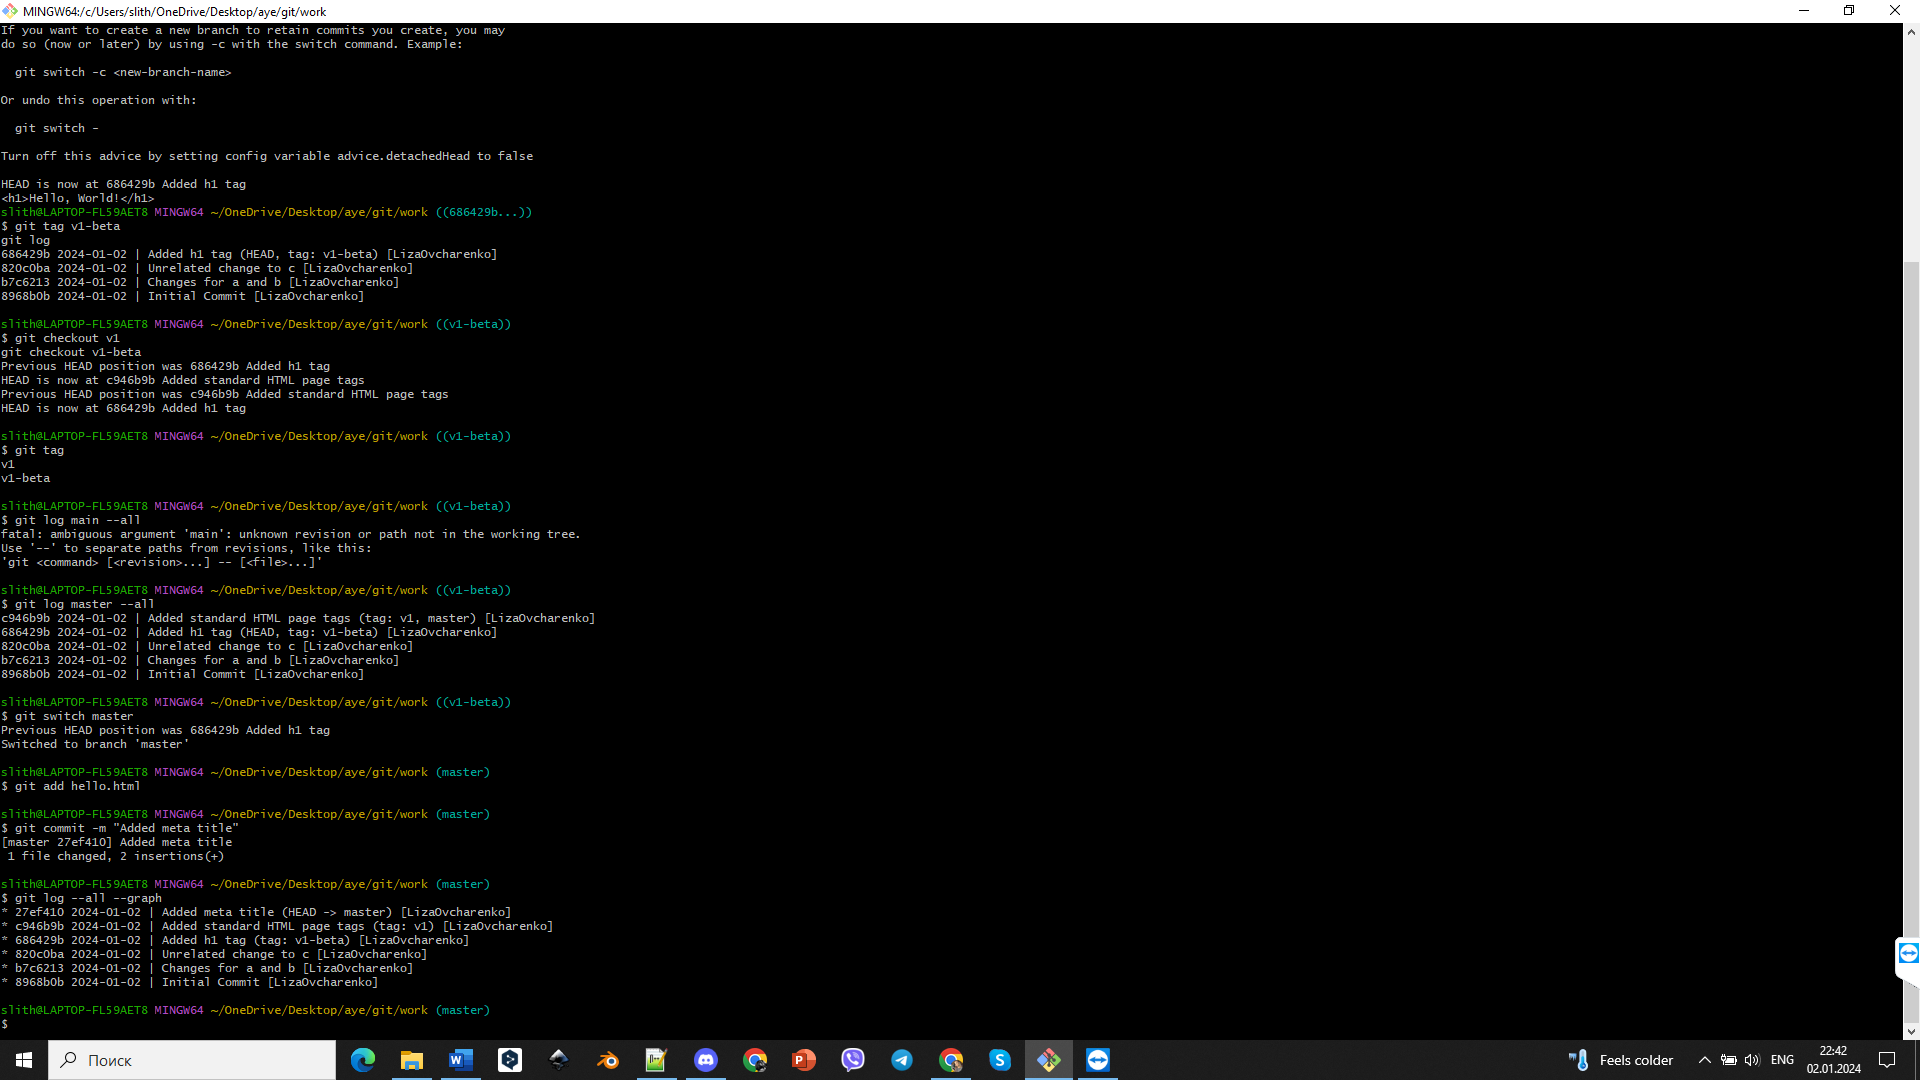 MINGW64:/c/Users/slith/OneDrive/Desktop/aye/git/work
If you want to create a new branch to retain commits you create, you may
do so (now or later) by using -c with the switch command. Example:
git switch -c <new-branch-name>
Or undo this operation with:
git switch -
Turn off this advice by setting config variable advice.detachedHead to false
HEAD is now at 686429b Added h1 tag
<h1>Hello, World!</h1>
slith@LAPTOP-FL59AET8 MINGW64 ~/OneDrive/Desktop/aye/git/work ((686429b...))
$ git tag v1-beta
git log
686429b 2024-01-02 | Added h1 tag (HEAD, tag: v1-beta) [LizaOvcharenko]
820c0ba 2024-01-02 | Unrelated change to c [LizaOvcharenko]
b7c6213 2024-01-02 | Changes for a and b [LizaOvcharenko]
8968b0b 2024-01-02 | Initial Commit [LizaOvcharenko]
slith@LAPTOP-FL59AET8 MINGW64 ~/OneDrive/Desktop/aye/git/work ((v1-beta))
$ git checkout v1
git checkout v1-beta
Previous HEAD position was 686429b Added h1 tag
HEAD is now at c946b9b Added standard HTML page tags
Previous HEAD position was c946b9b Added standard HTML page tags
HEAD is now at 686429b Added h1 tag
slith@LAPTOP-FL59AET8 MINGW64 ~/OneDrive/Desktop/aye/git/work ((v1-beta))
$ git tag
v1
v1-beta
slith@LAPTOP-FL59AET8 MINGW64 ~/OneDrive/Desktop/aye/git/work ((v1-beta))
$ git log main --all
fatal: ambiguous argument 'main': unknown revision or path not in the working tree.
Use '--' to separate paths from revisions, like this:
'git <command> [<revision>...] -- [<file>...]'
slith@LAPTOP-FL59AET8 MINGW64 ~/OneDrive/Desktop/aye/git/work ((v1-beta))
$ git log master --all
c946b9b 2024-01-02 | Added standard HTML page tags (tag: v1, master) [LizaOvcharenko]
686429b 2024-01-02 | Added h1 tag (HEAD, tag: v1-beta) [LizaOvcharenko]
820c0ba 2024-01-02 | Unrelated change to c [LizaOvcharenko]
b7c6213 2024-01-02 | Changes for a and b [LizaOvcharenko]
8968b0b 2024-01-02 | Initial Commit [LizaOvcharenko]
slith@LAPTOP-FL59AET8 MINGW64 ~/OneDrive/Desktop/aye/git/work ((v1-beta))
$ git switch master
Previous HEAD position was 686429b Added h1 tag
Switched to branch 'master'
slith@LAPTOP-FL59AET8 MINGW64 ~/OneDrive/Desktop/aye/git/work (master)
$ git add hello.html
slith@LAPTOP-FL59AET8 MINGW64 ~/OneDrive/Desktop/aye/git/work (master)
$ git commit -m "Added meta title"
[master 27ef410] Added meta title
1 file changed, 2 insertions(+)
slith@LAPTOP-FL59AET8 MINGW64 ~/OneDrive/Desktop/aye/git/work (master)
$ git log --all --graph
* 27ef410 2024-01-02 | Added meta title (HEAD -> master) [LizaOvcharenko]
* c946b9b 2024-01-02 | Added standard HTML page tags (tag: v1) [LizaOvcharenko]
* 686429b 2024-01-02 | Added h1 tag (tag: v1-beta) [LizaOvcharenko]
* 820c0ba 2024-01-02 | Unrelated change to c [LizaOvcharenko]
* b7c6213 2024-01-02 | Changes for a and b [LizaOvcharenko]
* 8968b0b 2024-01-02 | Initial Commit [LizaOvcharenko]
slith@LAPTOP-FL59AET8 MINGW64 ~/OneDrive/Desktop/aye/git/work (master)
$
Поиск
Feels colder
ENG
22:42
02.01.2024